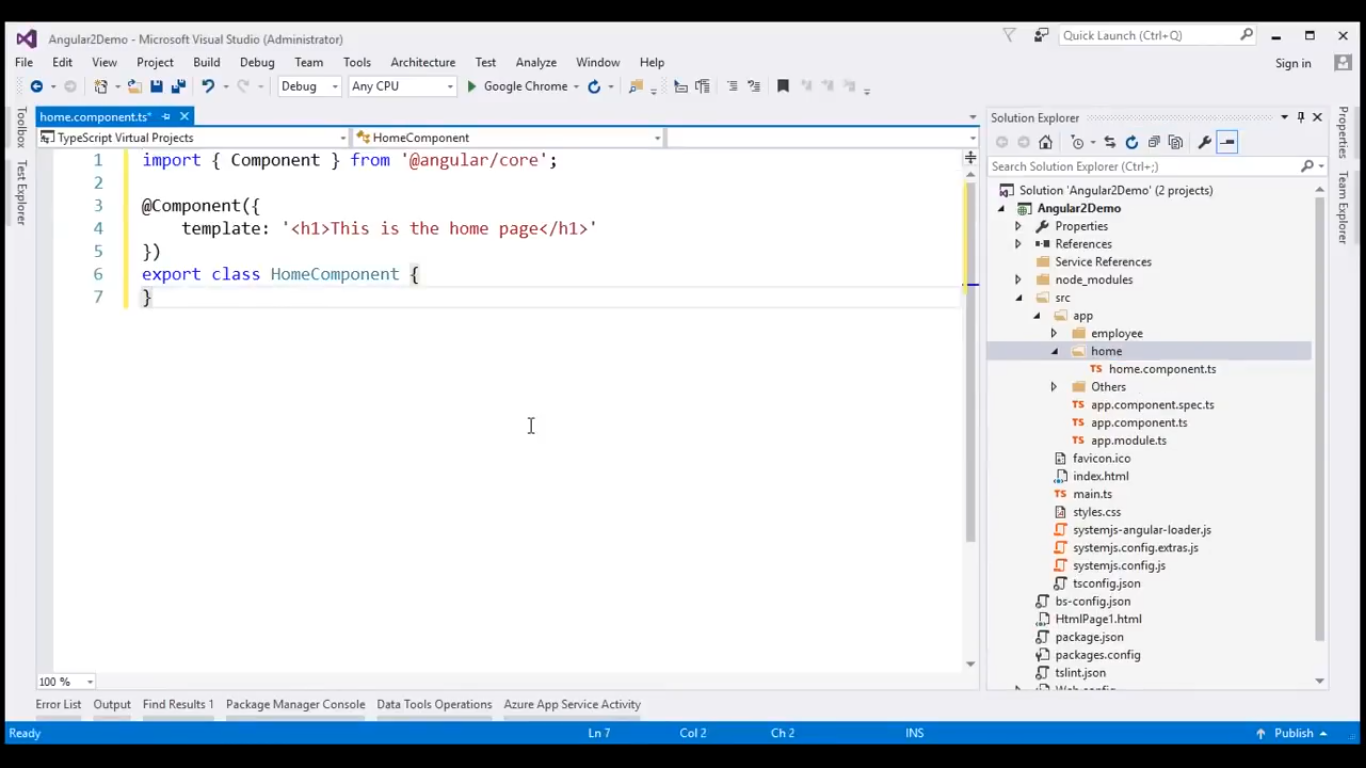 Angular2Demo - Microsoft Visual Studio (Administrator)
Quick Launch (Ctrl+Q)
File Edit View Project Build Debug Team Tools Architecture Test Analyze Window Help
Sign in
Debug Any CPU Google Chrome
Toolbox
Test Explorer
home.component.ts*
TypeScript Virtual Projects
HomeComponent
1 import { Component } from '@angular/core';
2
3 @Component({
4 template: '<h1>This is the home page</h1>'
5 })
6 export class HomeComponent {
7 }
100 %
Solution Explorer
Search Solution Explorer (Ctrl+;)
Solution 'Angular2Demo' (2 projects)
Angular2Demo
Properties
References
Service References
node_modules
src
app
employee
home
TS home.component.ts
Others
TS app.component.spec.ts
TS app.component.ts
TS app.module.ts
favicon.ico
index.html
TS main.ts
styles.css
systemjs-angular-loader.js
systemjs.config.extras.js
systemjs.config.js
tsconfig.json
bs-config.json
HtmlPage1.html
package.json
packages.config
tslint.json
Web.config
Properties
Team Explorer
Error List Output Find Results 1 Package Manager Console Data Tools Operations Azure App Service Activity
Ready Ln 7 Col 2 Ch 2 INS Publish